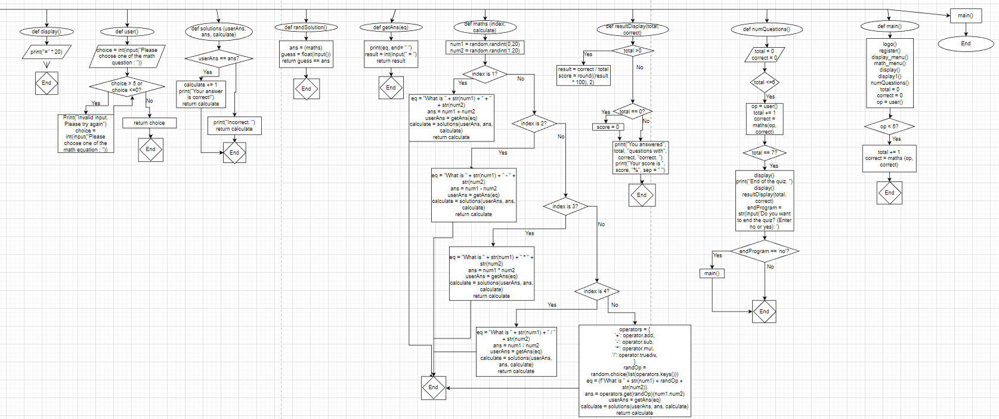 def display()
print("=" * 20)
End
def user()
choice = int(input("Please
choose one of the math
question : "))
choice > 5 or
choice <=0?
Yes
No
Print("Invalid input.
Please try again")
choice =
int(input("Please
choose one of the
math equation : "))
return choice
End
def solutions (userAns,
ans, calculate)
userAns == ans?
Yes
calculate += 1
print("Your answer
is correct!")
return calculate
print("Incorrect. ")
return calculate
End
def randSolution()
ans = (maths)
guess = float(input())
return guess == ans
End
def getAns(eq)
print(eq, end= " ")
result = int(input(" = ")
return result
End
def maths (index,
calculate)
num1 = random.randint(0,20)
num2 = random.randint(1.20)
index is 1?
Yes
No
eq = "What is " + str(num1) + " + "
+ str(num2)
ans = num1 + num2
userAns = getAns(eq)
calculate = solutions(userAns, ans,
calculate)
return calculate
index is 2?
No
Yes
eq = "What is " + str(num1) + " - " +
str(num2)
ans = num1 - num2
userAns = getAns(eq)
calculate = solutions(userAns, ans,
calculate)
return calculate
index is 3?
No
Yes
eq = "What is " + str(num1) + " * " +
str(num2)
ans = num1 * num2
userAns = getAns(eq)
calculate = solutions(userAns, ans,
calculate)
return calculate
index is 4?
Yes
No
eq = "What is " + str(num1) + " / "
+ str(num2)
ans = num1 / num2
userAns = getAns(eq)
calculate = solutions(userAns,
ans, calculate)
return calculate
operators = {
'+': operator.add,
'-': operator.sub,
'*': operator.mul,
'/': operator.truediv,
}
randOp =
random.choice(list(operators.keys()))
eq = (f"What is " + str(num1) + randOp +
str(num2))
ans = operators.get(randOp)(num1,num2)
userAns = getAns(eq)
calculate = solutions(userAns, ans, calculate)
return calculate
End
def resultDisplay(total,
correct)
total >0
Yes
No
result = correct / total
score = round((result
* 100), 2)
total == 0?
Yes
No
score = 0
print("You answered",
total, "questions with",
correct, "correct. ")
print("Your score is ",
score, "%", sep = " ")
End
def numQuestions()
total = 0
correct = 0
total <=6
Yes
op = user()
total += 1
correct =
maths(op,
correct)
total == 7?
Yes
display()
print("End of the quiz. ")
display()
resultDisplay(total,
correct)
endProgram =
str(input('Do you want
to end the quiz? (Enter
no or yes): ')
endProgram == 'no'?
Yes
No
main()
End
def main()
logo()
register()
display_menu()
math_menu()
display()
display1()
numQuestions()
total = 0
correct = 0
op = user()
op < 5?
Yes
total += 1
correct = maths (op,
correct)
End
main()
End